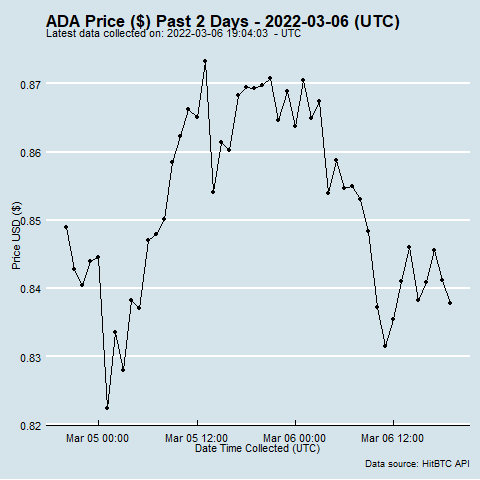 ADA Price ($) Past 2 Days - 2022-03-06 (UTC)
Latest data collected on: 2022-03-06 19:04:03 - UTC
Price USD ($)
0.87
0.86
0.85
0.84
0.83
0.82
Mar 05 00:00 Mar 05 12:00 Mar 06 00:00 Mar 06 12:00
Date Time Collected (UTC)
Data source: HitBTC API